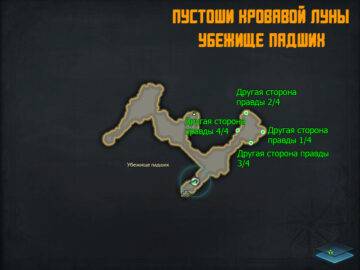 ПУСТОШИ КРОВАВОЙ ЛУНЫ
УБЕЖИЩЕ ПАДШИХ
Другая сторона
правды 2/4
Другая сторона
правды 4/4
Другая сторона
правды 1/4
Другая сторона правды
3/4
Убежище падших